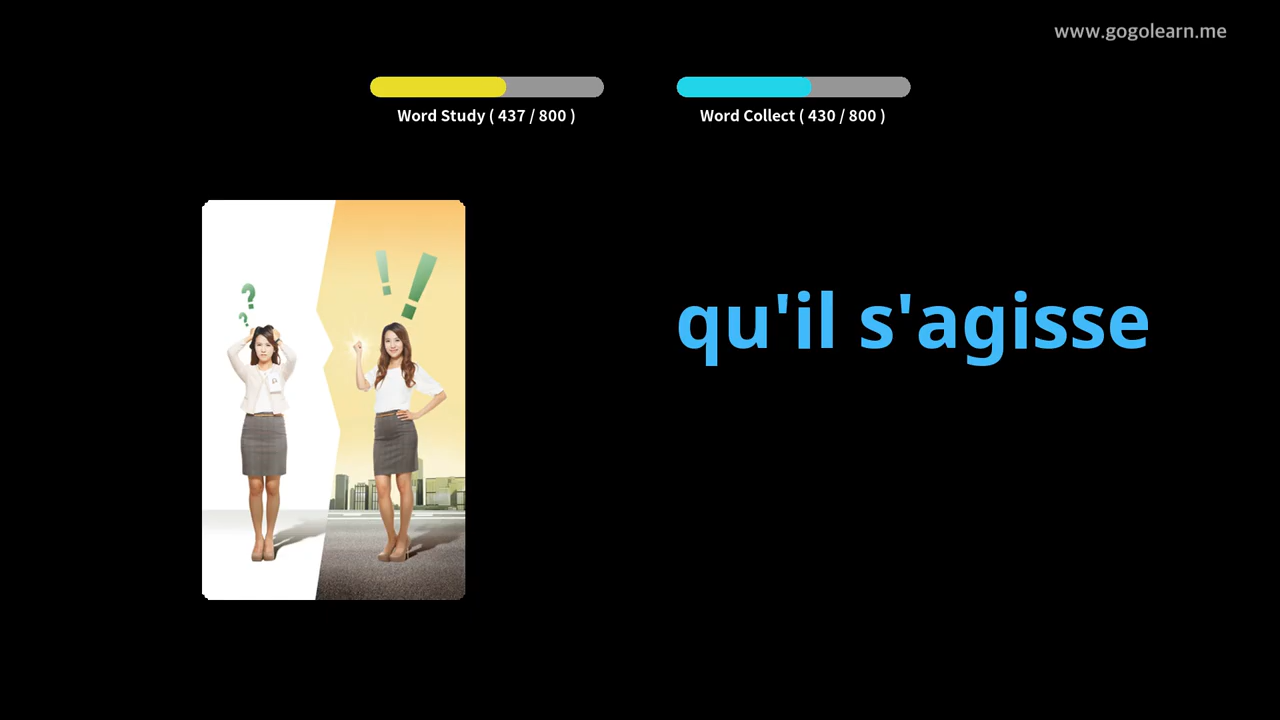 www.gogolearn.me
Word Study ( 437 / 800 )
Word Collect ( 430 / 800 )
? ?
! !
qu'il s'agisse